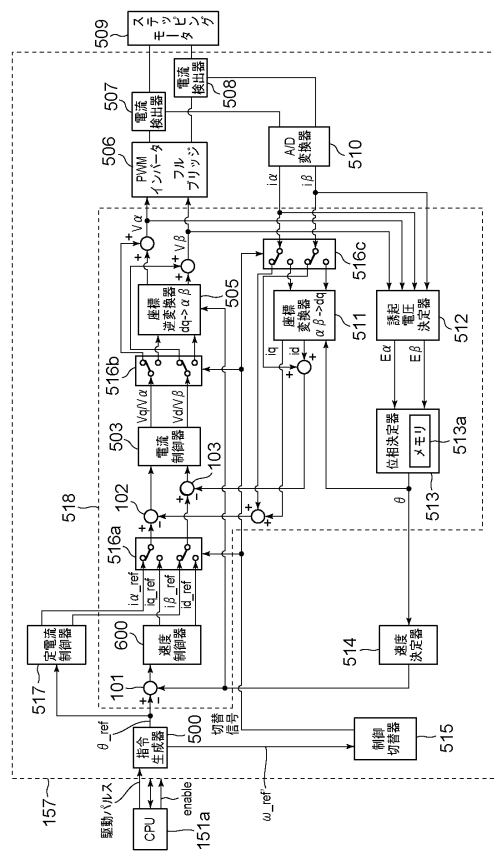 157
CPU
151a
駆動パルス
enable
指令
生成器
500
θ_ref
ω_ref'
101
+
-
517
定電流
制御器
600
速度
制御器
iα_ref
iq_ref
iβ_ref
id_ref
516a
518
102
+
-
103
+
-
503
電流
制御器
Vq/Vα
Vd/Vβ
516b
座標
逆変換器
dq->αβ
505
+
+
Vα
+
+
Vβ
506
PWM
インバータ
フル
ブリッジ
507
電流
検出器
508
電流
検出器
509
ステッピング
モータ
A/D
変換器
510
iα
iβ
516c
座標
変換器
αβ->dq
511
iq
id
+
+
+
+
誘起
電圧
決定器
512
Eα
Eβ
位相決定器
メモリ
513a
513
θ
514
速度
決定器
切替
信号
制御
切替器
515